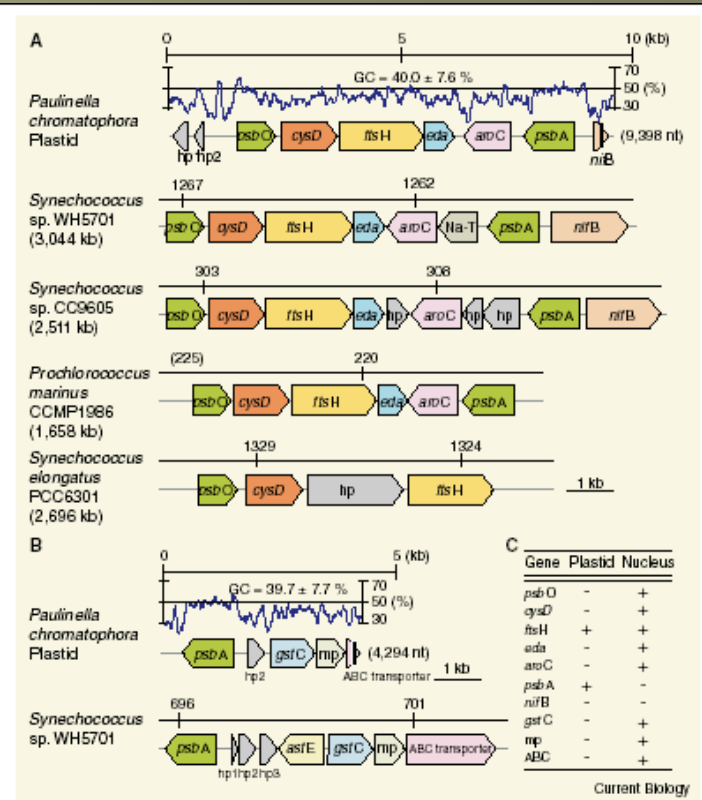 A
0 5 10 (kb)
GC = 40.0 ± 7.6 %
70
50 (%)
30
Paulinella
chromatophora
Plastid
psbO cysD ftsH eda aroC psbA (9,398 nt)
hp hp2 nifB
Synechococcus
sp. WH5701
(3,044 kb)
1267 1262
psbO cysD ftsH eda aroC Na-T psbA nifB
Synechococcus
sp. CC9605
(2,511 kb)
303 306
psbO cysD ftsH eda hp aroC hp hp psbA nifB
Prochlorococcus
marinus
CCMP1986
(1,658 kb)
(225) 220
psbO cysD ftsH eda aroC psbA
Synechococcus
elongatus
PCC6301
(2,696 kb)
1329 1324
psbO cysD hp ftsH
1 kb
B
0 5 (kb)
GC = 39.7 ± 7.7 %
70
50 (%)
30
Paulinella
chromatophora
Plastid
psbA gstC mp (4,294 nt)
hp2 ABC transporter
1 kb
Synechococcus
sp. WH5701
696 701
psbA astE gstC mp ABC transporter
hp1 hp2 hp3
C
Gene Plastid Nucleus
psbO - +
cysD - +
ftsH + +
eda - +
aroC - +
psbA + -
nifB - -
gstC - +
mp - +
ABC - +
Current Biology